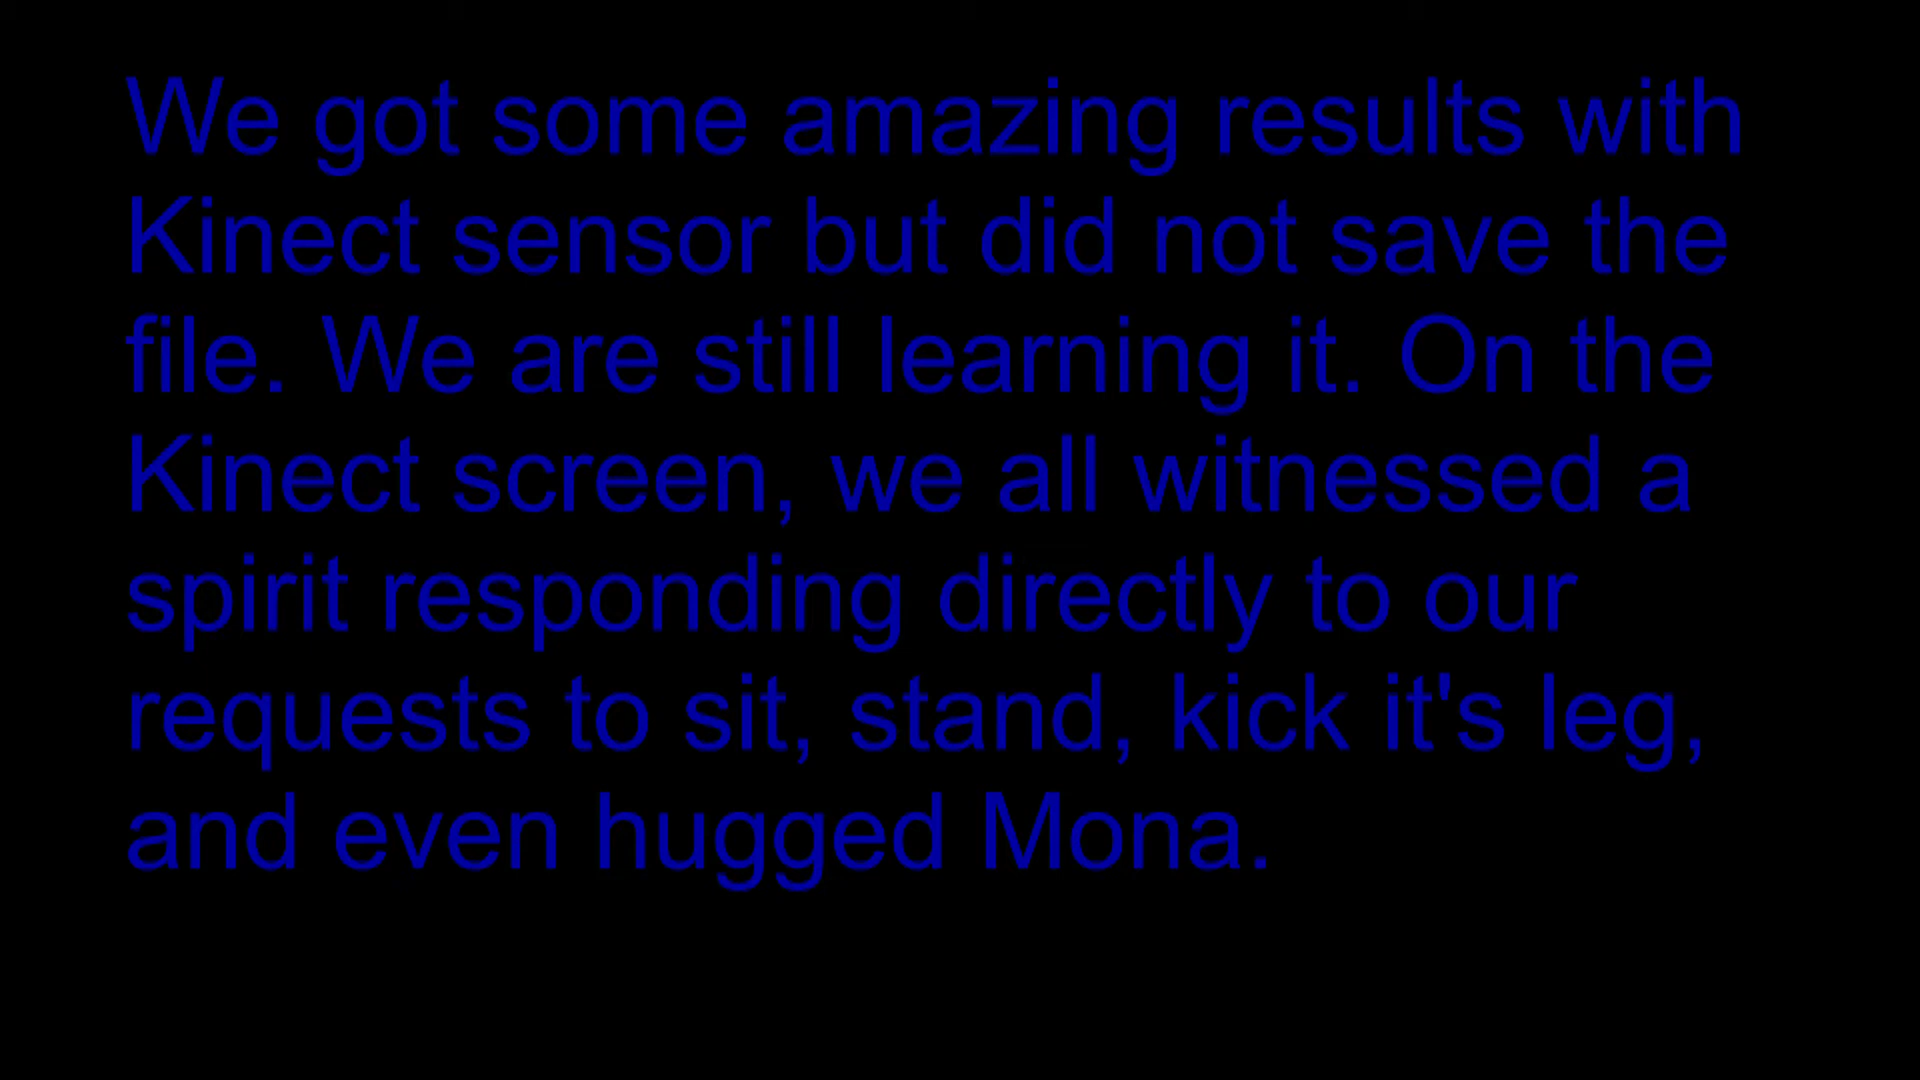 We got some amazing results with
Kinect sensor but did not save the
file. We are still learning it. On the
Kinect screen, we all witnessed a
spirit responding directly to our
requests to sit, stand, kick it's leg,
and even hugged Mona.